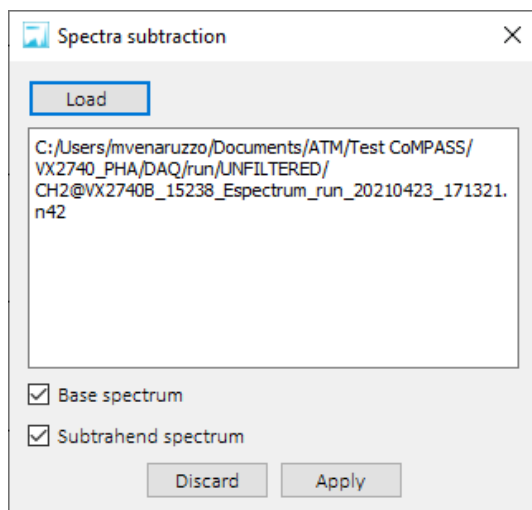 Spectra subtraction
Load
C:/Users/mvenaruzzo/Documents/ATM/Test CoMPASS/
VX2740_PHA/DAQ/run/UNFILTERED/
CH2@VX2740B_15238_Espectrum_run_20210423_171321.
n42
Base spectrum
Subtrahend spectrum
Discard
Apply